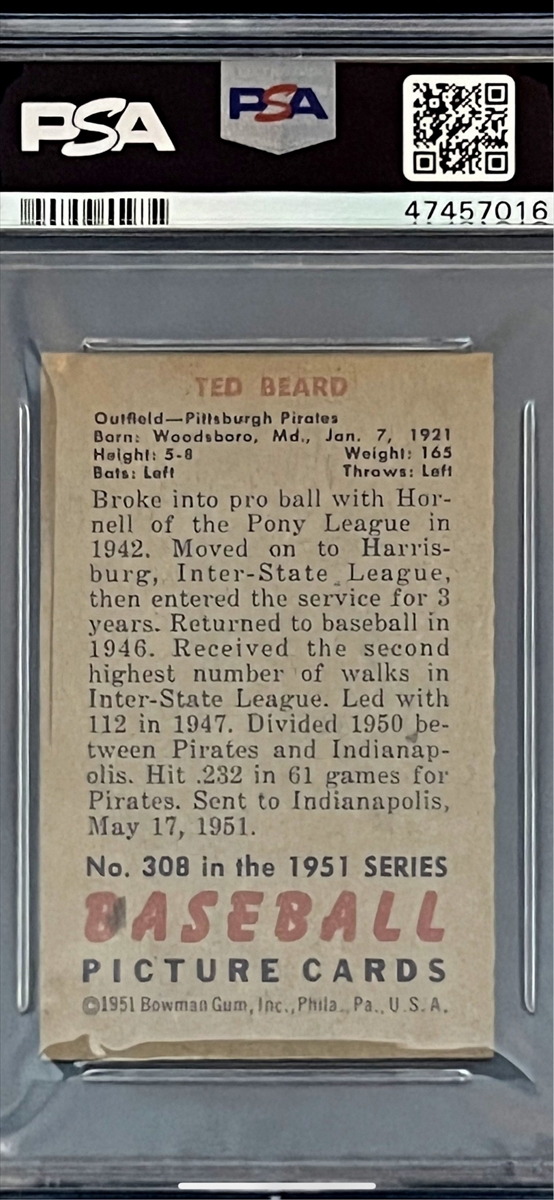 PSA
PSA
47457016
TED BEARD
Outfield—Pittsburgh Pirates
Born: Woodsboro, Md., Jan. 7, 1921
Height: 5-8 Weight: 165
Bats: Left Throws: Left
Broke into pro ball with Hor-
nell of the Pony League in
1942. Moved on to Harris-
burg, Inter-State League,
then entered the service for 3
years. Returned to baseball in
1946. Received the second
highest number of walks in
Inter-State League. Led with
112 in 1947. Divided 1950 be-
tween Pirates and Indianap-
olis. Hit .232 in 61 games for
Pirates. Sent to Indianapolis,
May 17, 1951.
No. 308 in the 1951 SERIES
BASEBALL
PICTURE CARDS
©1951 Bowman Gum, Inc., Phila., Pa., U.S.A.